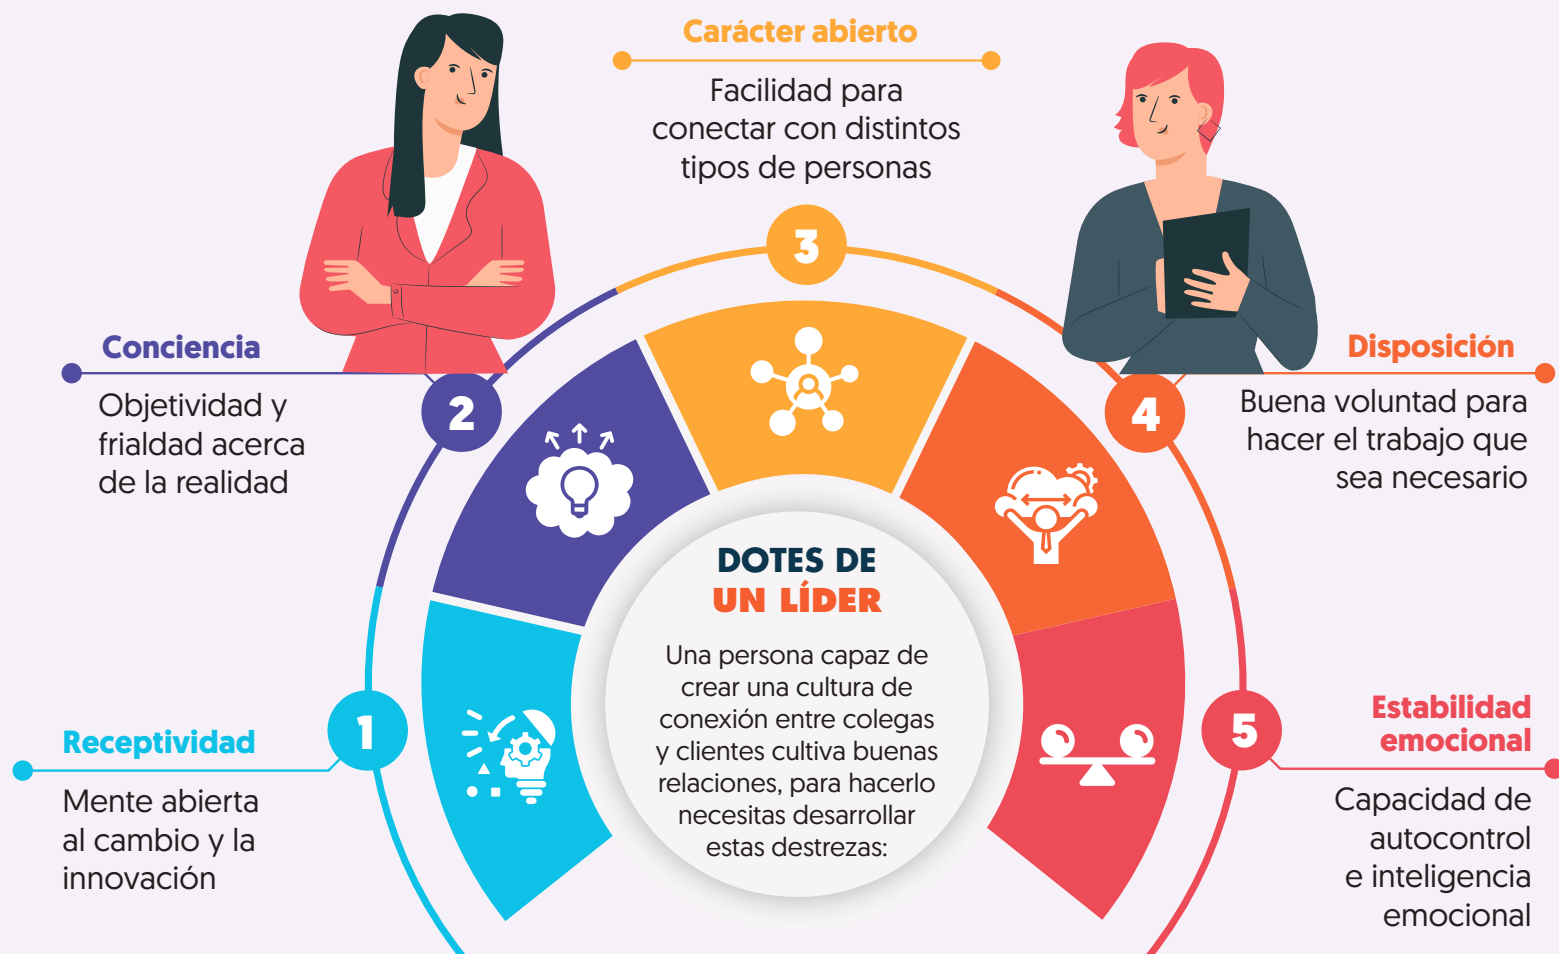 DOTES DE
UN LÍDER
Una persona capaz de
crear una cultura de
conexión entre colegas
y clientes cultiva buenas
relaciones, para hacerlo
necesitas desarrollar
estas destrezas:
1
Receptividad
Mente abierta
al cambio y la
innovación
2
Conciencia
Objetividad y
frialdad acerca
de la realidad
3
Carácter abierto
Facilidad para
conectar con distintos
tipos de personas
4
Disposición
Buena voluntad para
hacer el trabajo que
sea necesario
5
Estabilidad
emocional
Capacidad de
autocontrol
e inteligencia
emocional